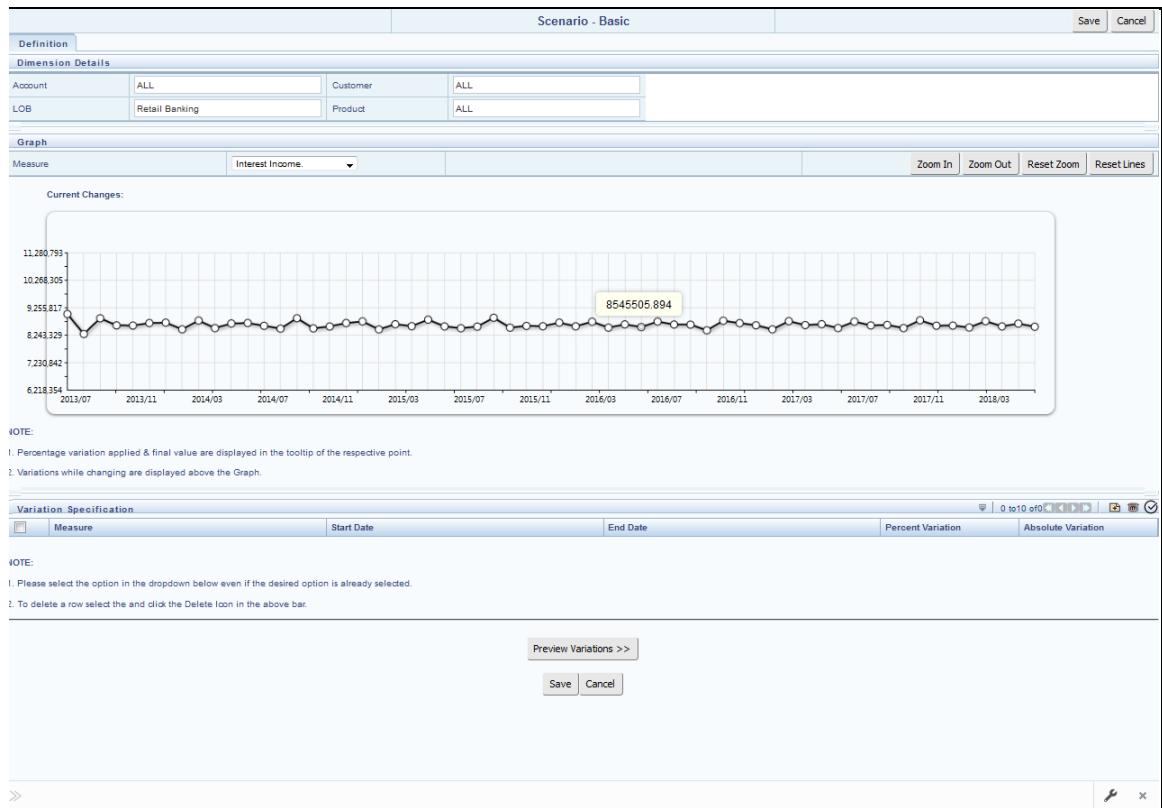 Scenario - Basic Save Cancel
Definition
Dimension Details
Account ALL Customer ALL
LOB Retail Banking Product ALL
Graph
Measure Interest Income. Zoom In Zoom Out Reset Zoom Reset Lines
Current Changes:
11,280,793
10,268,305
8545505.894
9,255,817
8,243,329
7,230,842
6,218,354
2013/07 2013/11 2014/03 2014/07 2014/11 2015/03 2015/07 2015/11 2016/03 2016/07 2016/11 2017/03 2017/07 2017/11 2018/03
NOTE:
1. Percentage variation applied & final value are displayed in the tooltip of the respective point.
2. Variations while changing are displayed above the Graph.
Variation Specification 0 to10 of0
Measure Start Date End Date Percent Variation Absolute Variation
NOTE:
1. Please select the option in the dropdown below even if the desired option is already selected.
2. To delete a row select the and click the Delete Icon in the above bar.
Preview Variations >>
Save Cancel